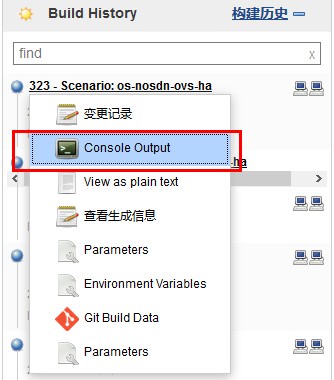 Build History 构建历史
find x
323 - Scenario: os-nosdn-ovs-ha
变更记录
Console Output
-ha
View as plain text
查看生成信息
Parameters
Environment Variables
Git Build Data
Parameters